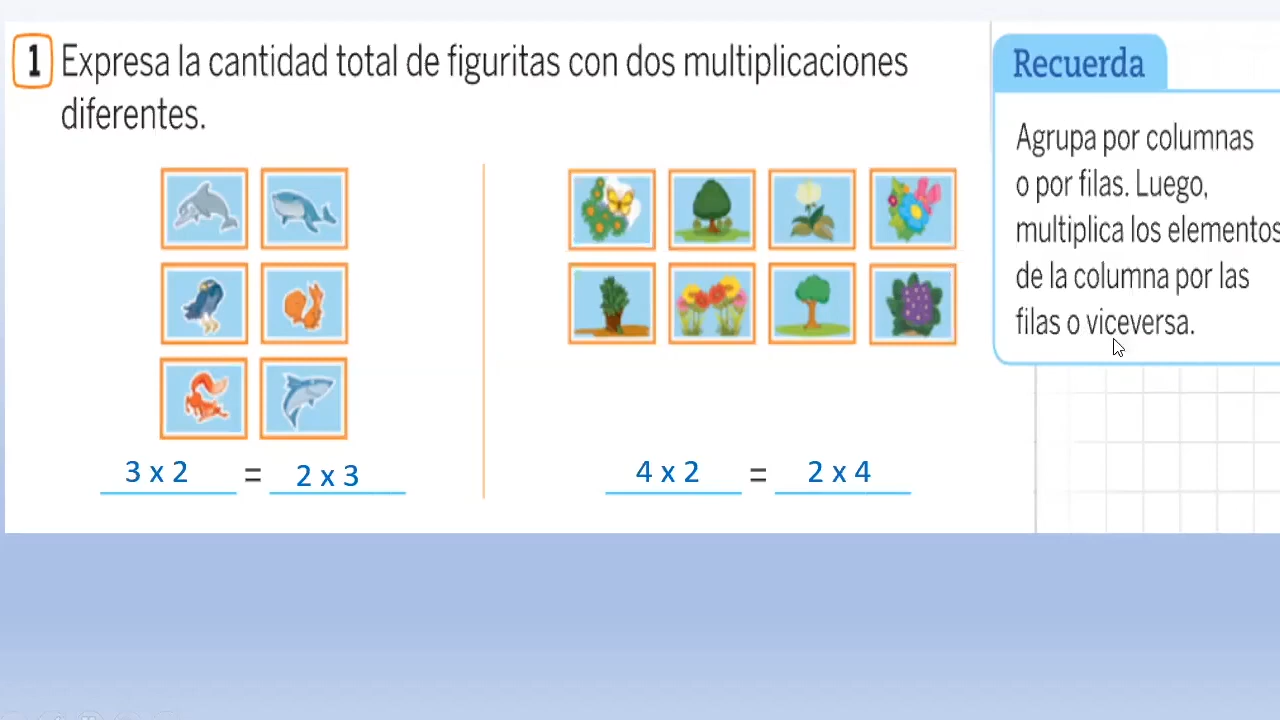 1 Expresa la cantidad total de figuritas con dos multiplicaciones
diferentes.
3 x 2 = 2 x 3
4 x 2 = 2 x 4
Recuerda
Agrupa por columnas
o por filas. Luego,
multiplica los elementos
de la columna por las
filas o viceversa.